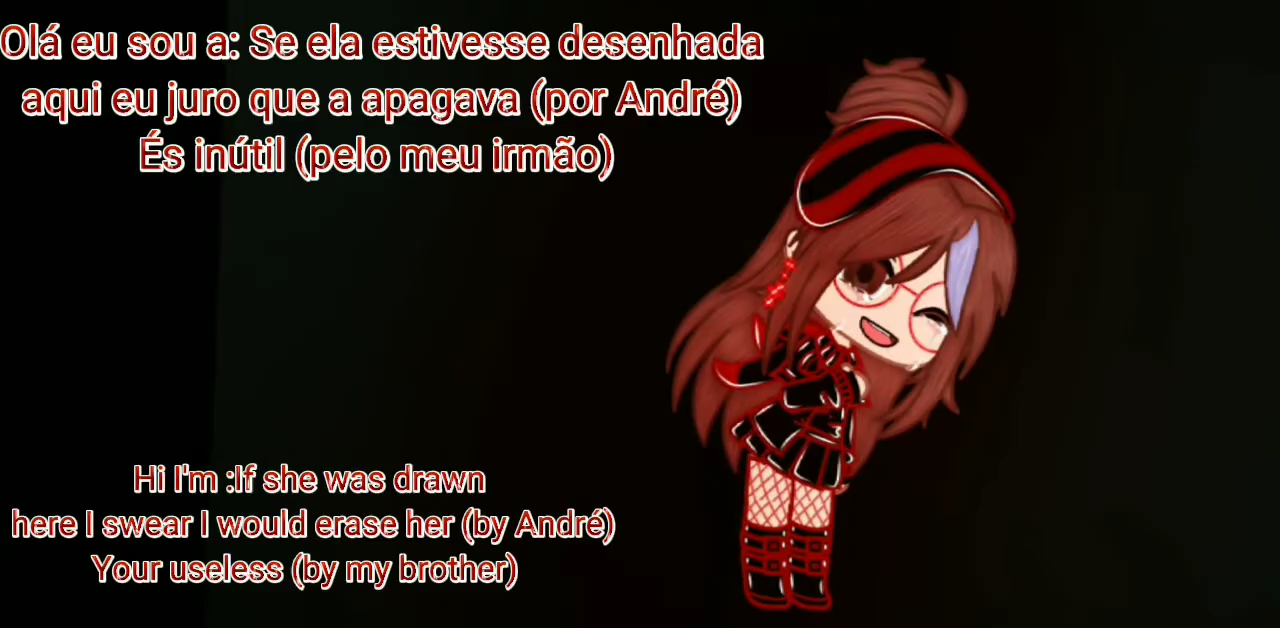 Olá eu sou a: Se ela estivesse desenhada
aqui eu juro que a apagava (por André)
És inútil (pelo meu irmão)
Hi I'm :If she was drawn
here I swear I would erase her (by André)
Your useless (by my brother)